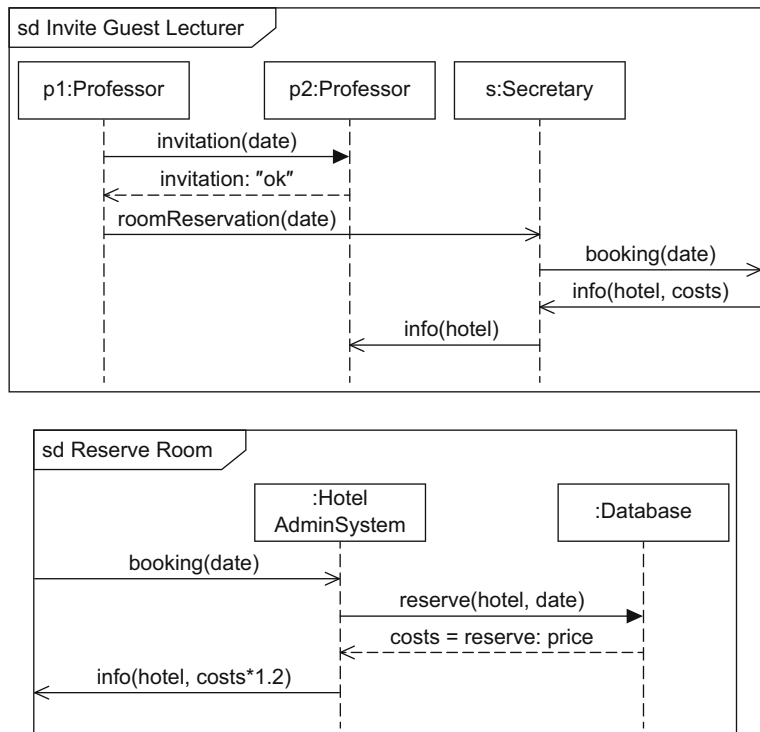 sd Invite Guest Lecturer
p1:Professor
p2:Professor
s:Secretary
invitation(date)
invitation: "ok"
roomReservation(date)
booking(date)
info(hotel, costs)
info(hotel)
sd Reserve Room
:Hotel
AdminSystem
:Database
booking(date)
reserve(hotel, date)
costs = reserve: price
info(hotel, costs*1.2)